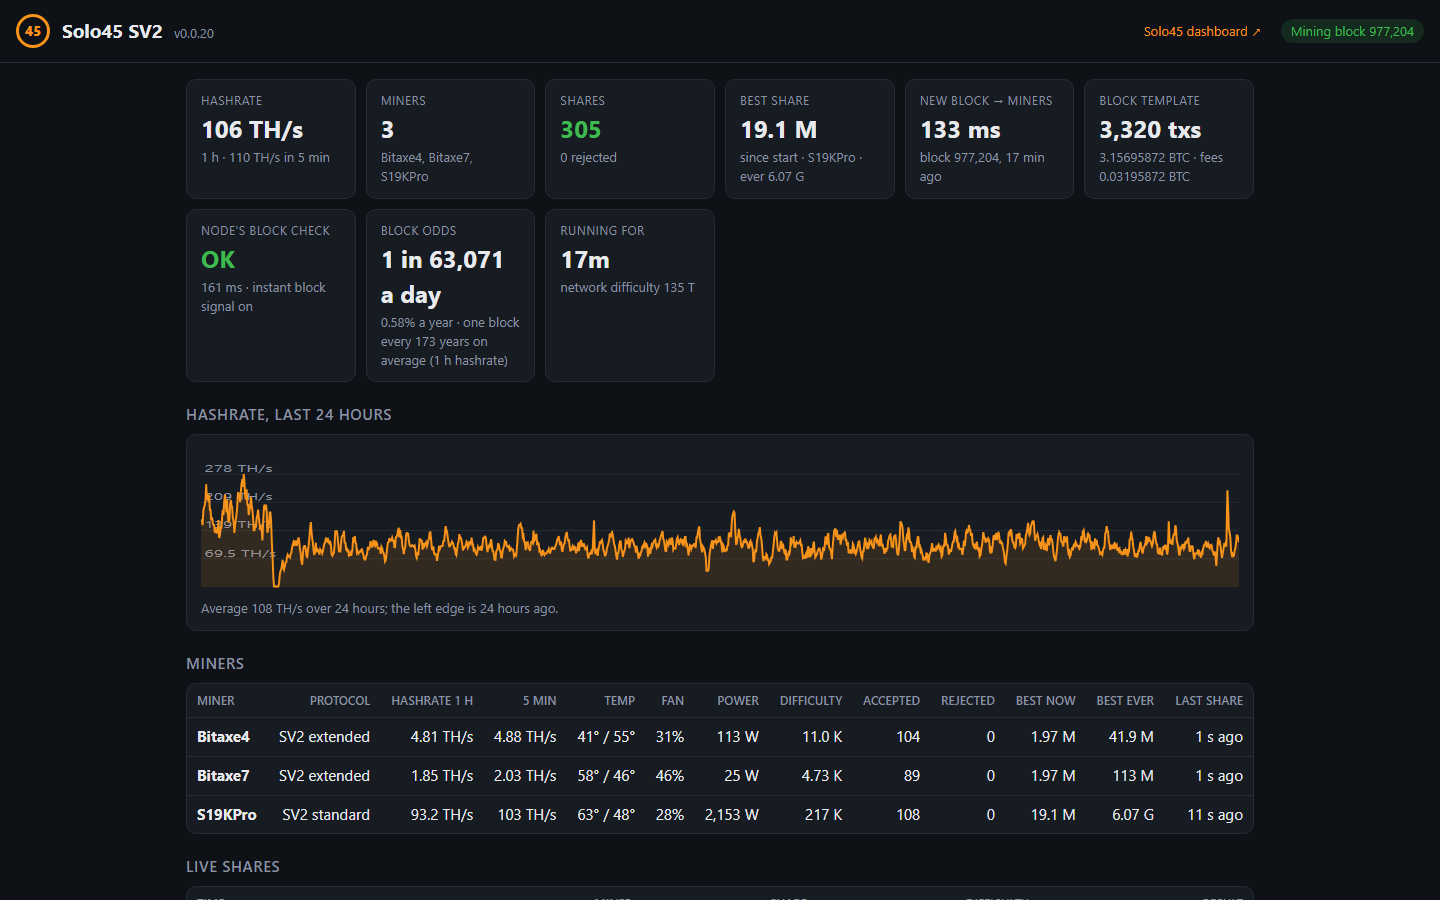 45 Solo45 SV2 v0.0.20
Solo45 dashboard ↗ Mining block 977,204
HASHRATE
106 TH/s
1 h · 110 TH/s in 5 min
MINERS
3
Bitaxe4, Bitaxe7,
S19KPro
SHARES
305
0 rejected
BEST SHARE
19.1 M
since start · S19KPro ·
ever 6.07 G
NEW BLOCK → MINERS
133 ms
block 977,204, 17 min
ago
BLOCK TEMPLATE
3,320 txs
3.15695872 BTC · fees
0.03195872 BTC
NODE'S BLOCK CHECK
OK
161 ms · instant block
signal on
BLOCK ODDS
1 in 63,071
a day
0.58% a year · one block
every 173 years on
average (1 h hashrate)
RUNNING FOR
17m
network difficulty 135 T
HASHRATE, LAST 24 HOURS
278 TH/s
209 TH/s
139 TH/s
69.5 TH/s
Average 108 TH/s over 24 hours; the left edge is 24 hours ago.
MINERS
MINER PROTOCOL HASHRATE 1 H 5 MIN TEMP FAN POWER DIFFICULTY ACCEPTED REJECTED BEST NOW BEST EVER LAST SHARE
Bitaxe4 SV2 extended 4.81 TH/s 4.88 TH/s 41° / 55° 31% 113 W 11.0 K 104 0 1.97 M 41.9 M 1 s ago
Bitaxe7 SV2 extended 1.85 TH/s 2.03 TH/s 58° / 46° 46% 25 W 4.73 K 89 0 1.97 M 113 M 1 s ago
S19KPro SV2 standard 93.2 TH/s 103 TH/s 63° / 48° 28% 2,153 W 217 K 108 0 19.1 M 6.07 G 11 s ago
LIVE SHARES